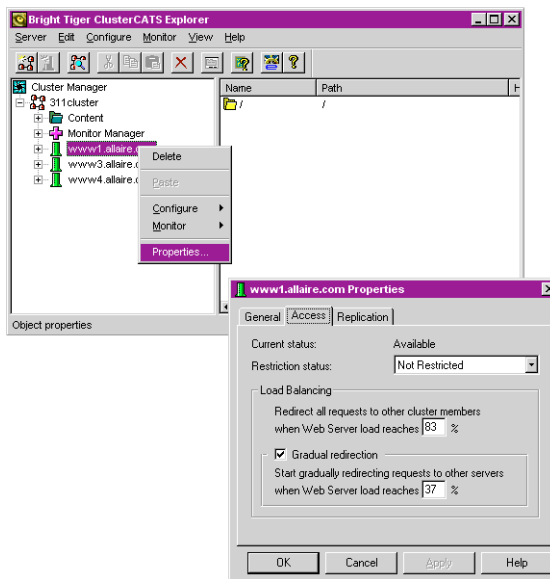 Bright Tiger ClusterCATS Explorer
Server Edit Configure Monitor View Help
Cluster Manager
311cluster
Content
Monitor Manager
www1.allaire.c
www3.allaire.c
www4.allaire.c
Name Path H
/ /
Delete
Paste
Configure
Monitor
Properties...
Object properties
www1.allaire.com Properties
General Access Replication
Current status: Available
Restriction status: Not Restricted
Load Balancing
Redirect all requests to other cluster members
when Web Server load reaches 83 %
Gradual redirection
Start gradually redirecting requests to other servers
when Web Server load reaches 37 %
OK Cancel Apply Help